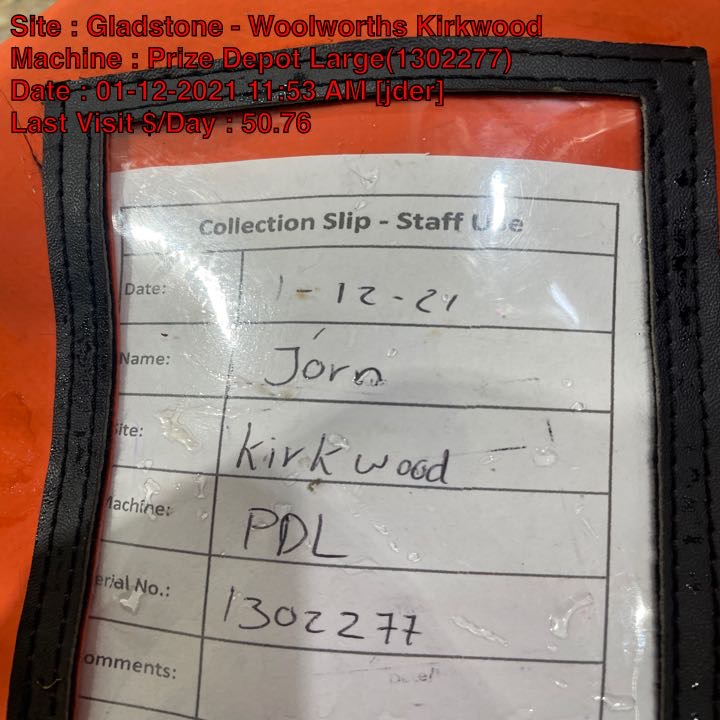 Site : Gladstone - Woolworths Kirkwood
Machine : Prize Depot Large(1302277)
Date : 01-12-2021 11:53 AM [jder]
Last Visit $/Day : 50.76
Collection Slip - Staff Use
Date: 1-12-21
Name: Jorn
Site: Kirkwood
Machine: PDL
erial No.: 1302277
omments: